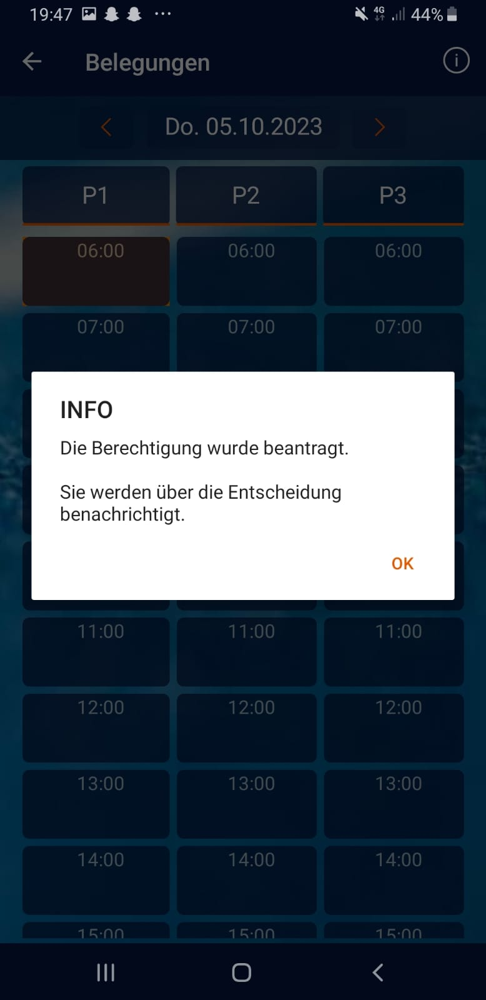 19:47 4G 44%
Belegungen
Do. 05.10.2023
P1 P2 P3
06:00 06:00 06:00
07:00 07:00 07:00
INFO
Die Berechtigung wurde beantragt.
Sie werden über die Entscheidung
benachrichtigt.
OK
11:00 11:00 11:00
12:00 12:00 12:00
13:00 13:00 13:00
14:00 14:00 14:00
15:00 15:00 15:00